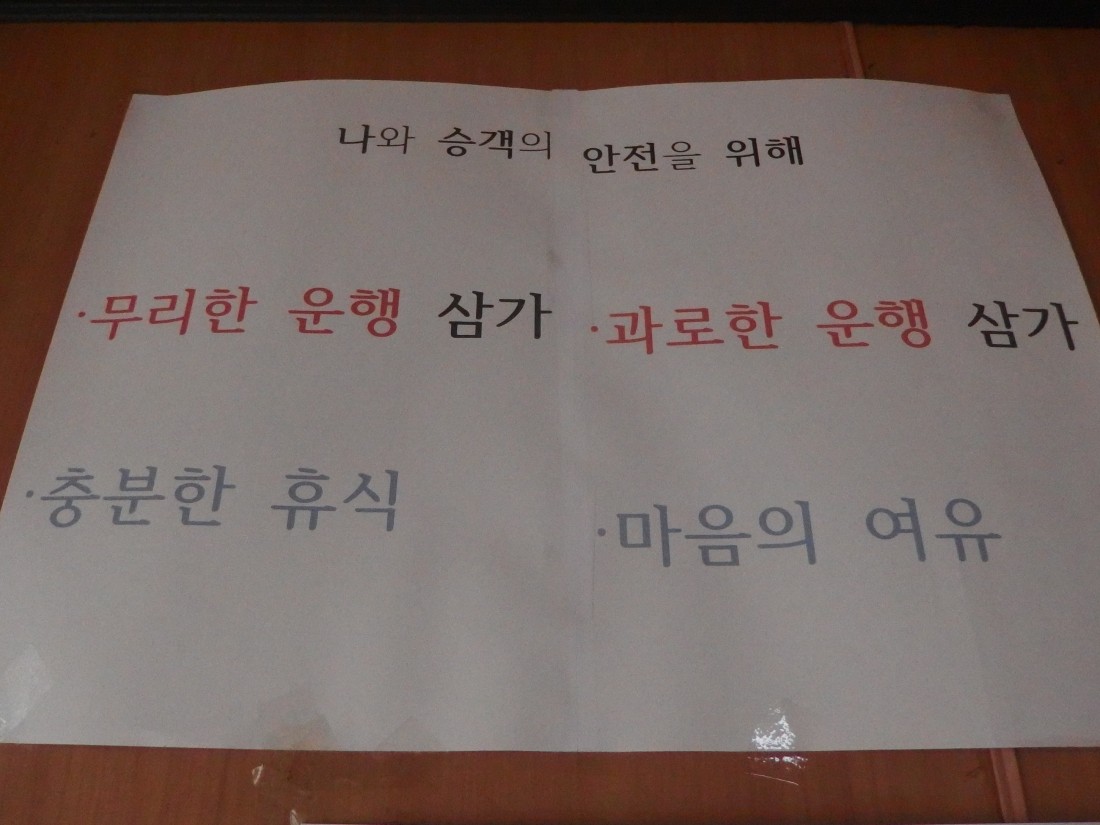 나와 승객의 안전을 위해
·무리한 운행 삼가 ·과로한 운행 삼가
·충분한 휴식 ·마음의 여유